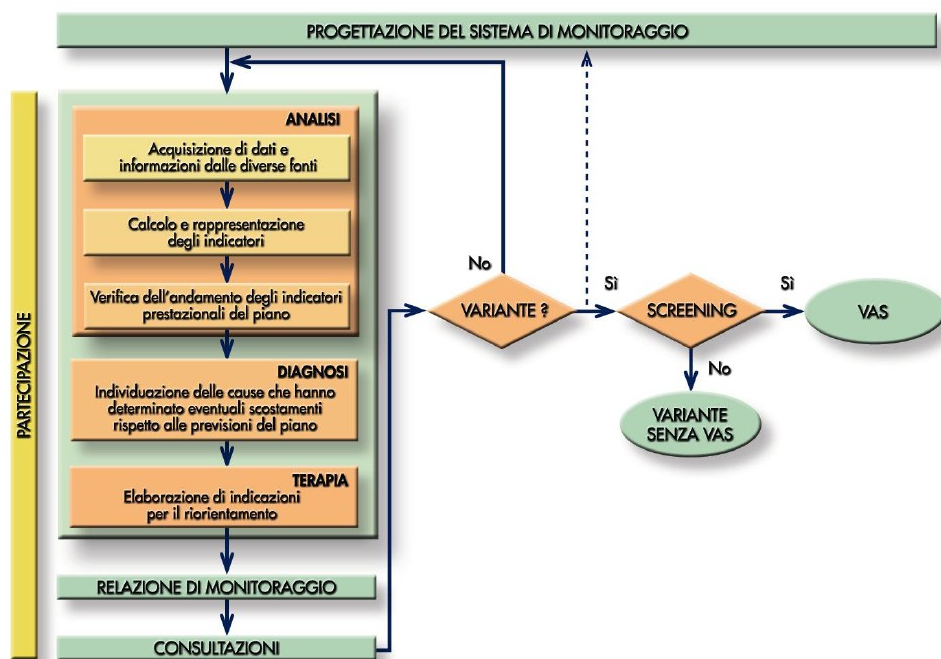 PROGETTAZIONE DEL SISTEMA DI MONITORAGGIO
PARTECIPAZIONE
ANALISI
Acquisizione di dati e
informazioni dalle diverse fonti
Calcolo e rappresentazione
degli indicatori
Verifica dell'andamento degli indicatori
prestazionali del piano
DIAGNOSI
Individuazione delle cause che hanno
determinato eventuali scostamenti
rispetto alle previsioni del piano
TERAPIA
Elaborazione di indicazioni
per il riorientamento
RELAZIONE DI MONITORAGGIO
CONSULTAZIONI
No
VARIANTE ?
Sì
SCREENING
Sì
VAS
No
VARIANTE
SENZA VAS